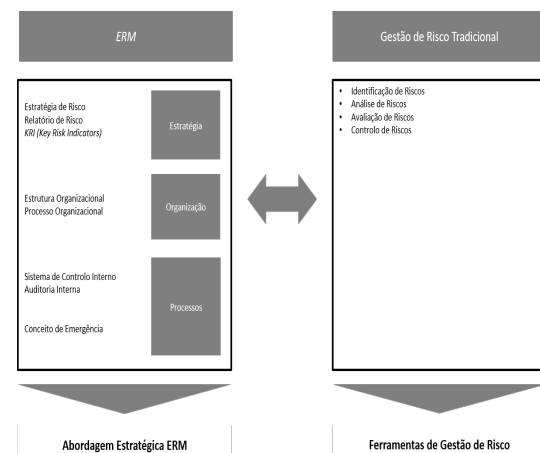 ERM
Gestão de Risco Tradicional
Estratégia de Risco
Relatório de Risco
KRI (Key Risk Indicators)
Estratégia
Estrutura Organizacional
Processo Organizacional
Organização
Sistema de Controlo Interno
Auditoria Interna
Conceito de Emergência
Processos
• Identificação de Riscos
• Análise de Riscos
• Avaliação de Riscos
• Controlo de Riscos
Abordagem Estratégica ERM
Ferramentas de Gestão de Risco